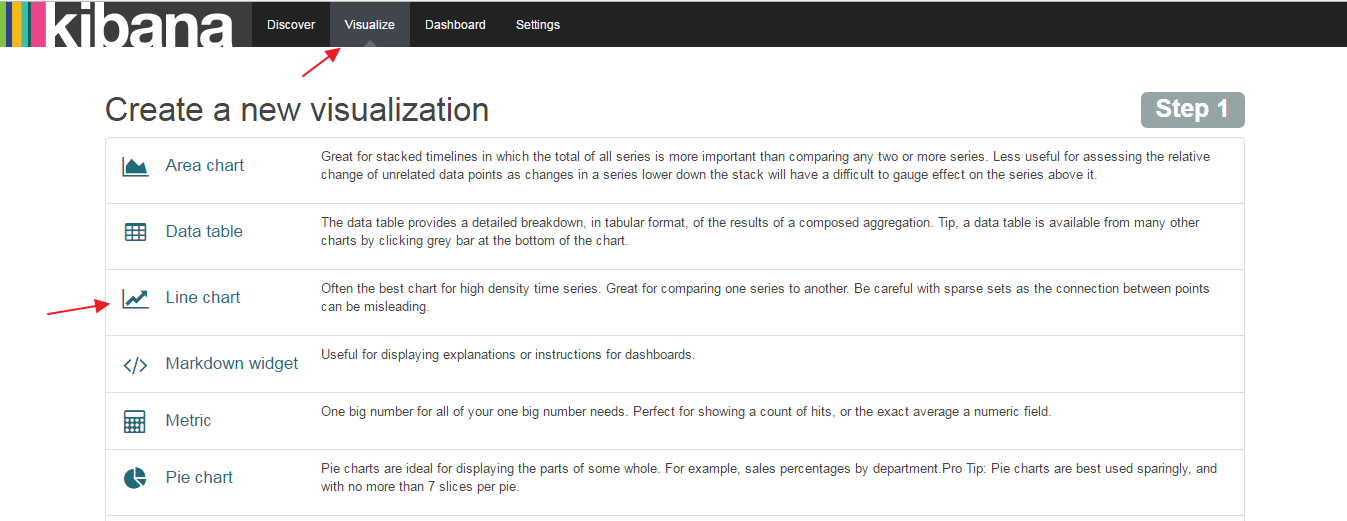 kibana Discover Visualize Dashboard Settings
Create a new visualization Step 1
Area chart
Great for stacked timelines in which the total of all series is more important than comparing any two or more series. Less useful for assessing the relative
change of unrelated data points as changes in a series lower down the stack will have a difficult to gauge effect on the series above it.
Data table
The data table provides a detailed breakdown, in tabular format, of the results of a composed aggregation. Tip, a data table is available from many other
charts by clicking grey bar at the bottom of the chart.
Line chart
Often the best chart for high density time series. Great for comparing one series to another. Be careful with sparse sets as the connection between points
can be misleading.
Markdown widget
Useful for displaying explanations or instructions for dashboards.
Metric
One big number for all of your one big number needs. Perfect for showing a count of hits, or the exact average a numeric field.
Pie chart
Pie charts are ideal for displaying the parts of some whole. For example, sales percentages by department.Pro Tip: Pie charts are best used sparingly, and
with no more than 7 slices per pie.